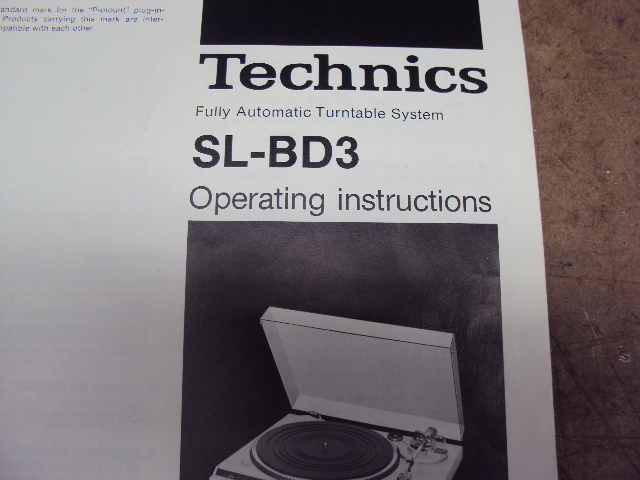 andard mark for the "P-mount" plug-in-
Products carrying this mark are inter-
patible with each other
Technics
Fully Automatic Turntable System
SL-BD3
Operating instructions